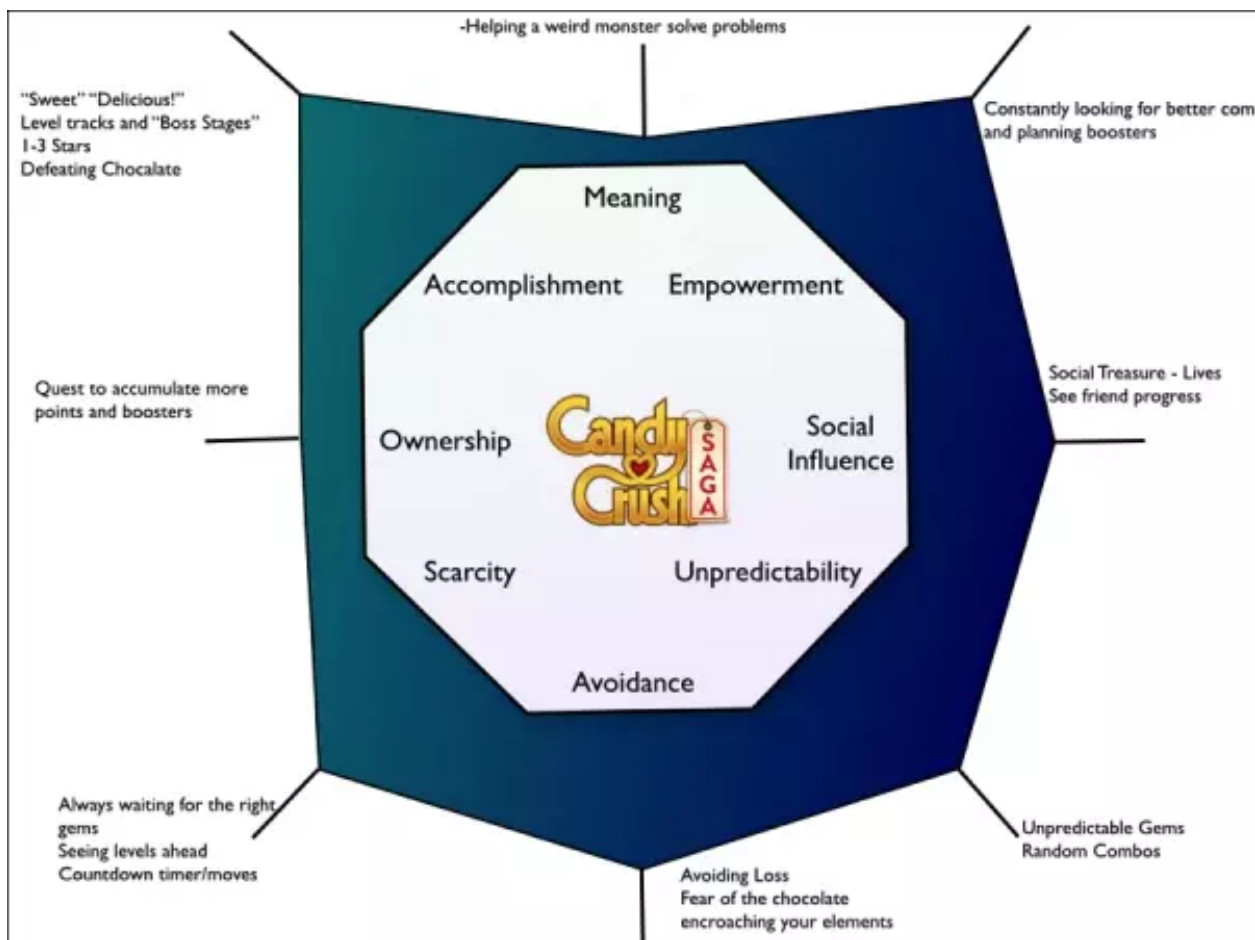 -Helping a weird monster solve problems
"Sweet" "Delicious!"
Level tracks and "Boss Stages"
1-3 Stars
Defeating Chocalate
Constantly looking for better com
and planning boosters
Meaning
Accomplishment
Empowerment
Quest to accumulate more
points and boosters
Social Treasure - Lives
See friend progress
Ownership
Candy
Crush
SAGA
Social
Influence
Scarcity
Unpredictability
Avoidance
Always waiting for the right
gems
Seeing levels ahead
Countdown timer/moves
Unpredictable Gems
Random Combos
Avoiding Loss
Fear of the chocolate
encroaching your elements